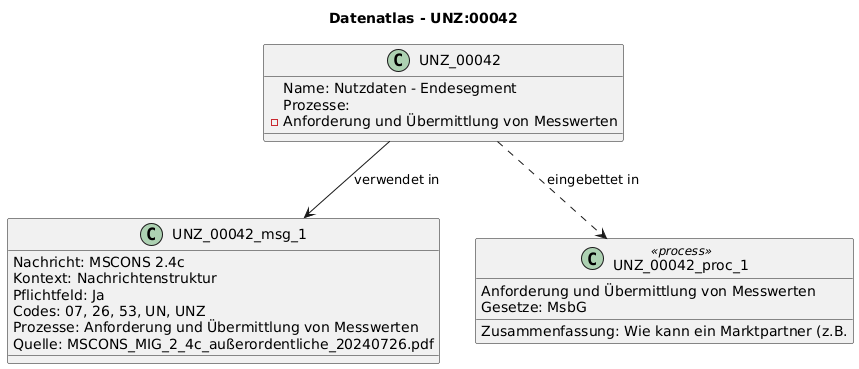 Datenatlas - UNZ:00042
C UNZ_00042
Name: Nutzdaten - Endesegment
Prozesse:
Anforderung und Übermittlung von Messwerten
verwendet in
eingebettet in
C UNZ_00042_msg_1
Nachricht: MSCONS 2.4c
Kontext: Nachrichtenstruktur
Pflichtfeld: Ja
Codes: 07, 26, 53, UN, UNZ
Prozesse: Anforderung und Übermittlung von Messwerten
Quelle: MSCONS_MIG_2_4c_außerordentliche_20240726.pdf
«process»
C UNZ_00042_proc_1
Anforderung und Übermittlung von Messwerten
Gesetze: MsbG
Zusammenfassung: Wie kann ein Marktpartner (z.B.